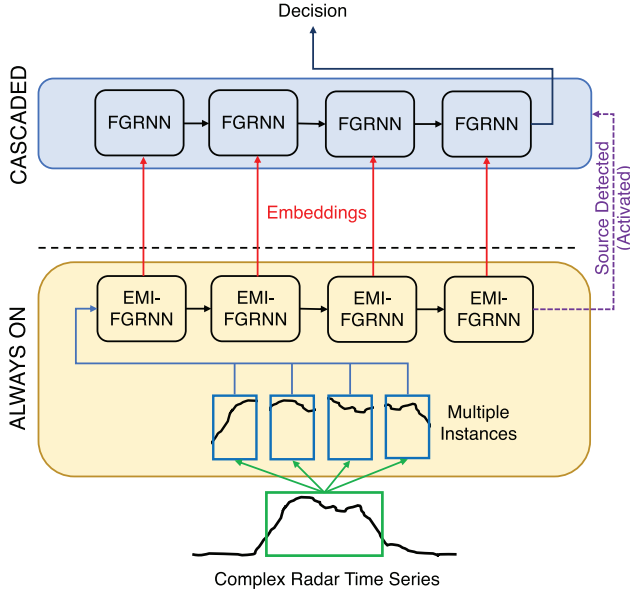 Decision
CASCADED
FGRNN
FGRNN
FGRNN
FGRNN
Embeddings
Source Detected
(Activated)
ALWAYS ON
EMI-
FGRNN
EMI-
FGRNN
EMI-
FGRNN
EMI-
FGRNN
Multiple
Instances
Complex Radar Time Series